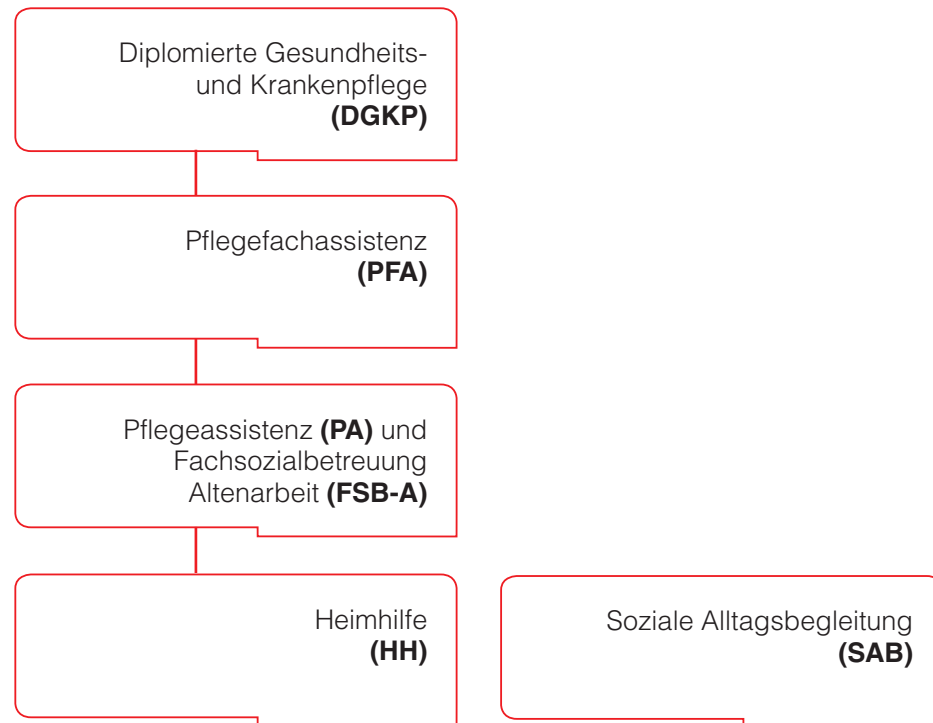 Diplomierte Gesundheits-
und Krankenpflege
(DGKP)
Pflegefachassistenz
(PFA)
Pflegeassistenz (PA) und
Fachsozialbetreuung
Altenarbeit (FSB-A)
Heimhilfe
(HH)
Soziale Alltagsbegleitung
(SAB)